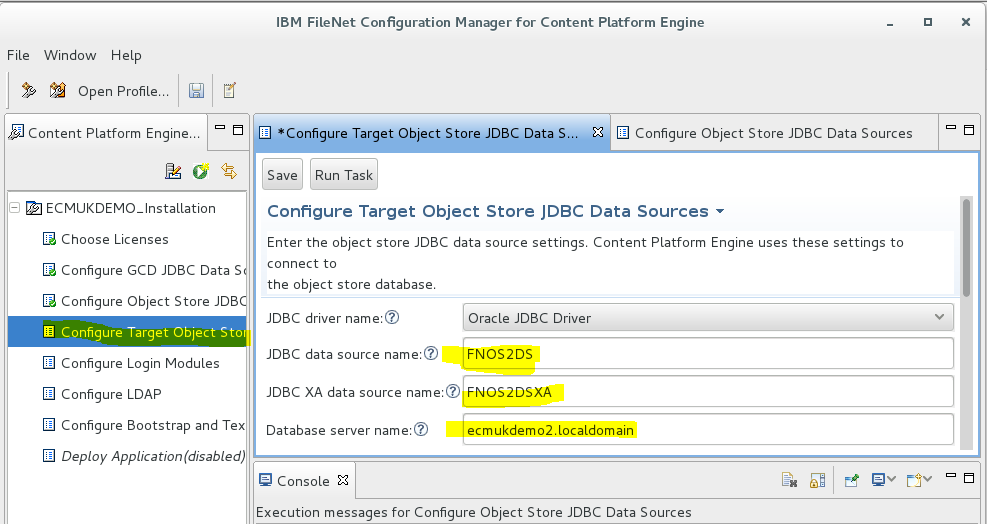 IBM FileNet Configuration Manager for Content Platform Engine
File Window Help
Open Profile...
Content Platform Engine...
*Configure Target Object Store JDBC Data S...
Configure Object Store JDBC Data Sources
ECMUKDEMO_Installation
Choose Licenses
Configure GCD JDBC Data So
Configure Object Store JDBC
Configure Target Object Stor
Configure Login Modules
Configure LDAP
Configure Bootstrap and Tex
Deploy Application(disabled)
Save Run Task
Configure Target Object Store JDBC Data Sources
Enter the object store JDBC data source settings. Content Platform Engine uses these settings to
connect to
the object store database.
JDBC driver name: Oracle JDBC Driver
JDBC data source name: FNOS2DS
JDBC XA data source name: FNOS2DSXA
Database server name: ecmukdemo2.localdomain
Console
Execution messages for Configure Object Store JDBC Data Sources